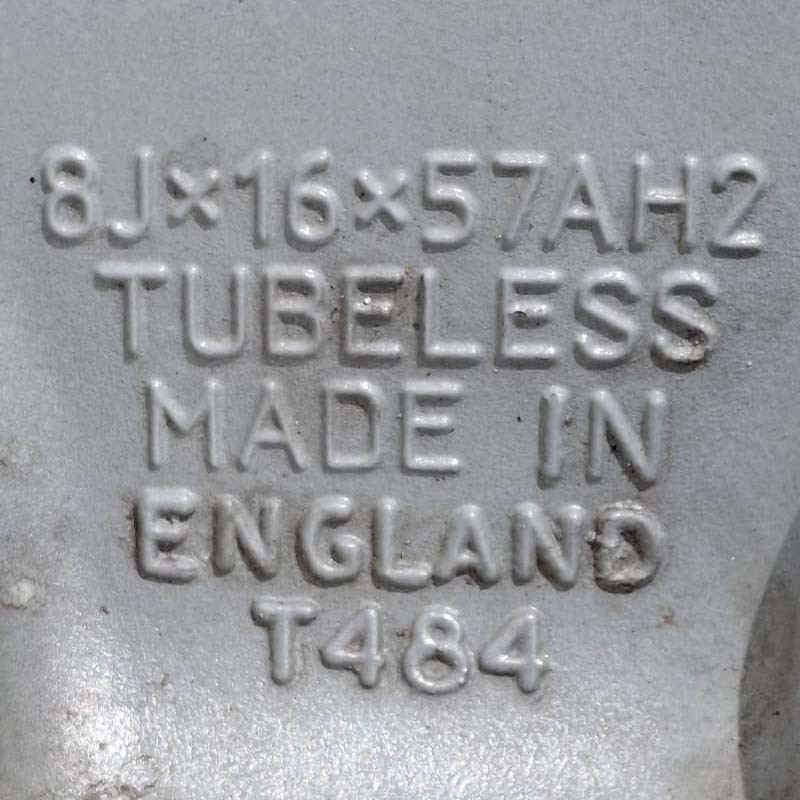 8J×16×57AH2
TUBELESS
MADE IN
ENGLAND
T484